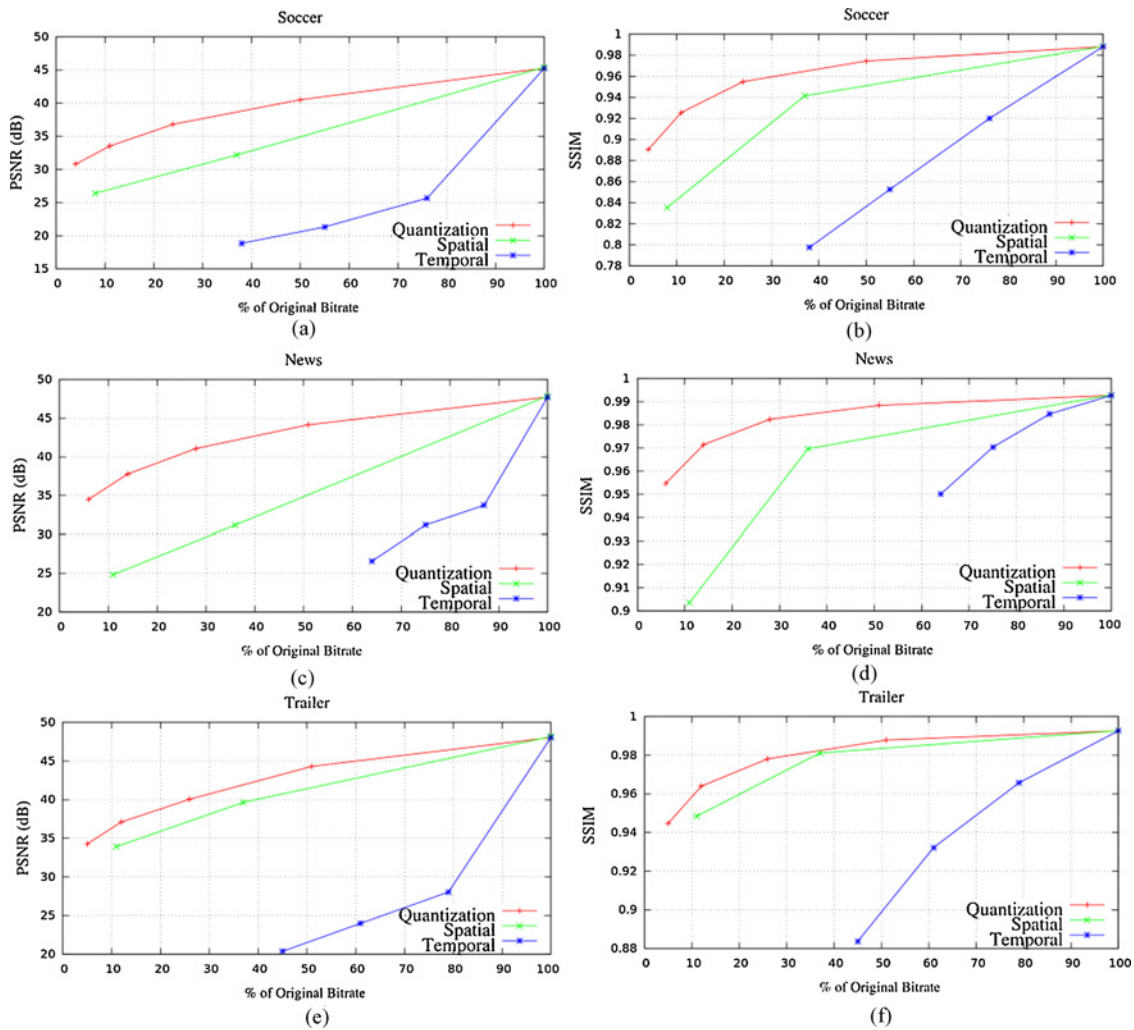 Soccer
50
45
40
35
30
25
20
15
PSNR (dB)
Quantization
Spatial
Temporal
0 10 20 30 40 50 60 70 80 90 100
% of Original Bitrate
(a)
Soccer
1
0.98
0.96
0.94
0.92
0.9
0.88
0.86
0.84
0.82
0.8
0.78
SSIM
Quantization
Spatial
Temporal
0 10 20 30 40 50 60 70 80 90 100
% of Original Bitrate
(b)
News
50
45
40
35
30
25
20
PSNR (dB)
Quantization
Spatial
Temporal
0 10 20 30 40 50 60 70 80 90 100
% of Original Bitrate
(c)
News
1
0.99
0.98
0.97
0.96
0.95
0.94
0.93
0.92
0.91
0.9
SSIM
Quantization
Spatial
Temporal
0 10 20 30 40 50 60 70 80 90 100
% of Original Bitrate
(d)
Trailer
50
45
40
35
30
25
20
PSNR (dB)
Quantization
Spatial
Temporal
0 10 20 30 40 50 60 70 80 90 100
% of Original Bitrate
(e)
Trailer
1
0.98
0.96
0.94
0.92
0.9
0.88
SSIM
Quantization
Spatial
Temporal
0 10 20 30 40 50 60 70 80 90 100
% of Original Bitrate
(f)